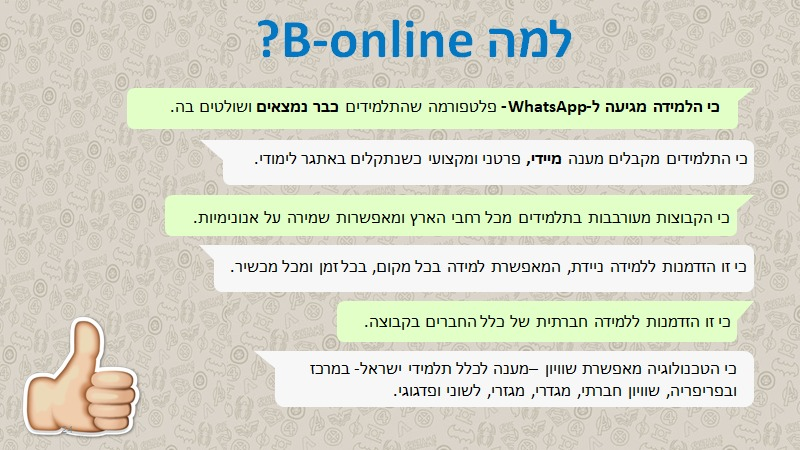 למה B-online?
כי הלמידה מגיעה ל-WhatsApp- פלטפורמה שהתלמידים כבר נמצאים ושולטים בה.
כי התלמידים מקבלים מענה מיידי, פרטני ומקצועי כשנתקלים באתגר לימודי.
כי הקבוצות מעורבבות בתלמידים מכל רחבי הארץ ומאפשרות שמירה על אנונימיות.
כי זו הזדמנות ללמידה ניידת, המאפשרת למידה בכל מקום, בכל זמן ומכל מכשיר.
כי זו הזדמנות ללמידה חברתית של כלל החברים בקבוצה.
כי הטכנולוגיה מאפשרת שוויון –מענה לכלל תלמידי ישראל- במרכז
ובפריפריה, שוויון חברתי, מגדרי, מגזרי, לשוני ופדגוגי.